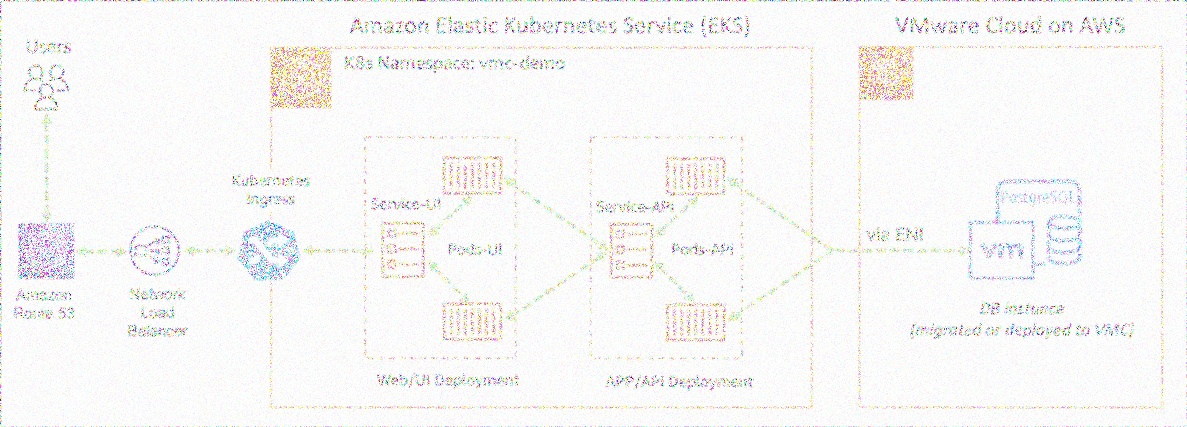 Amazon Elastic Kubernetes Service (EKS)
VMware Cloud on AWS
Users
K8s Namespace: vmc-demo
Kubernetes
Ingress
Service-UI
Service-API
PostgreSQL
Pods-UI
Pods-API
via ENI
vm
Amazon
Route 53
Network
Load
Balancer
DB instance
(migrated or deployed to VMC)
Web/UI Deployment
APP/API Deployment